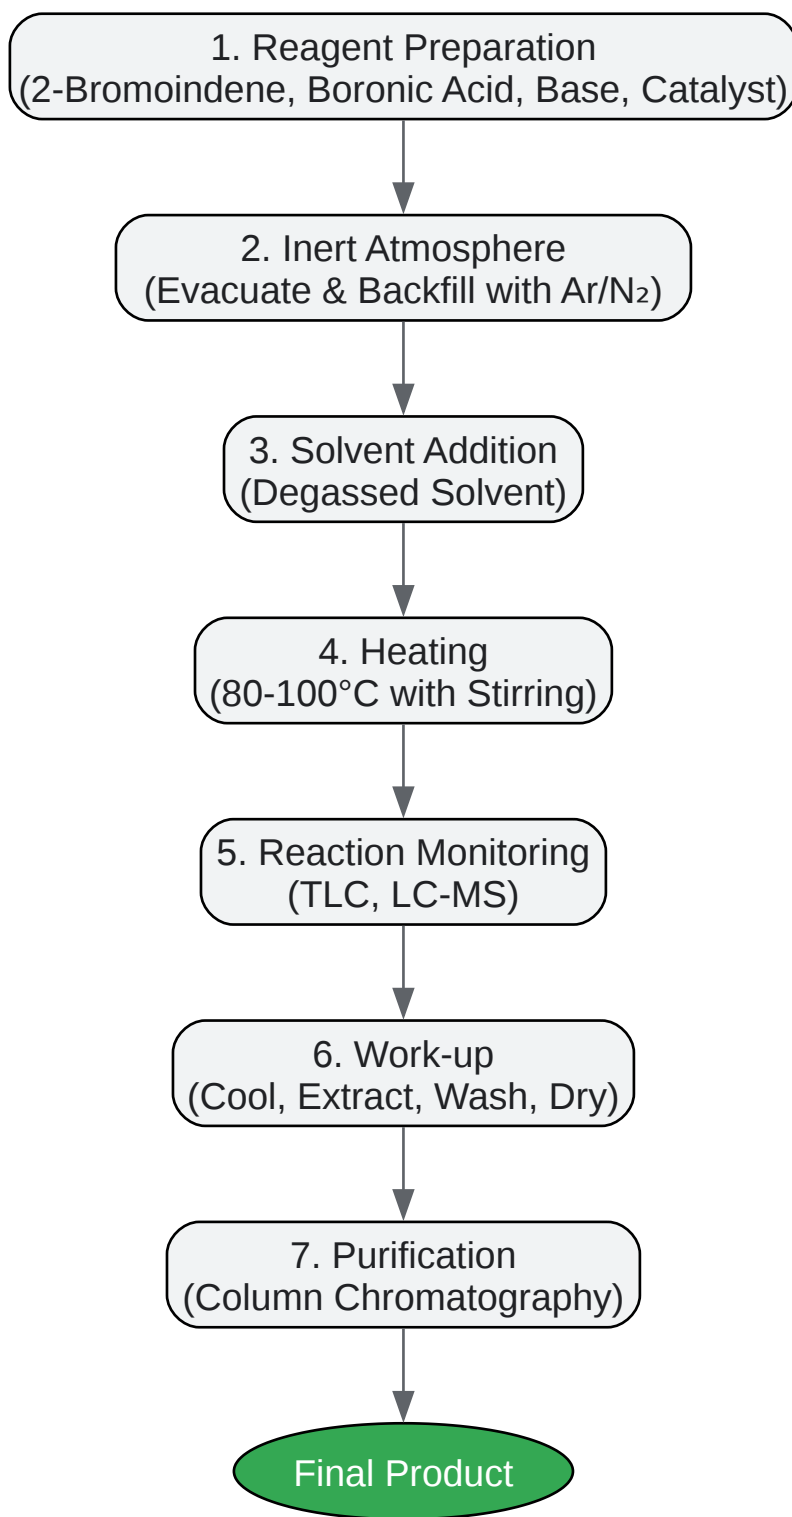 1. Reagent Preparation
(2-Bromoindene, Boronic Acid, Base, Catalyst)
2. Inert Atmosphere
(Evacuate & Backfill with Ar/N₂)
3. Solvent Addition
(Degassed Solvent)
4. Heating
(80-100°C with Stirring)
5. Reaction Monitoring
(TLC, LC-MS)
6. Work-up
(Cool, Extract, Wash, Dry)
7. Purification
(Column Chromatography)
Final Product